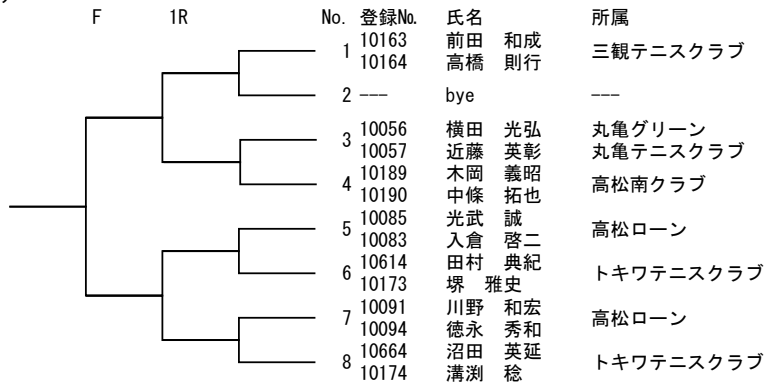 )
F 1R No. 登録No. 氏名 所属
1 10163 前田 和成 三観テニスクラブ
10164 高橋 則行
2 --- bye ---
3 10056 横田 光弘 丸亀グリーン
10057 近藤 英彰 丸亀テニスクラブ
4 10189 木岡 義昭 高松南クラブ
10190 中條 拓也
5 10085 光武 誠 高松ローン
10083 入倉 啓二
6 10614 田村 典紀 トキワテニスクラブ
10173 堺 雅史
7 10091 川野 和宏 高松ローン
10094 徳永 秀和
8 10664 沼田 英延 トキワテニスクラブ
10174 溝渕 稔